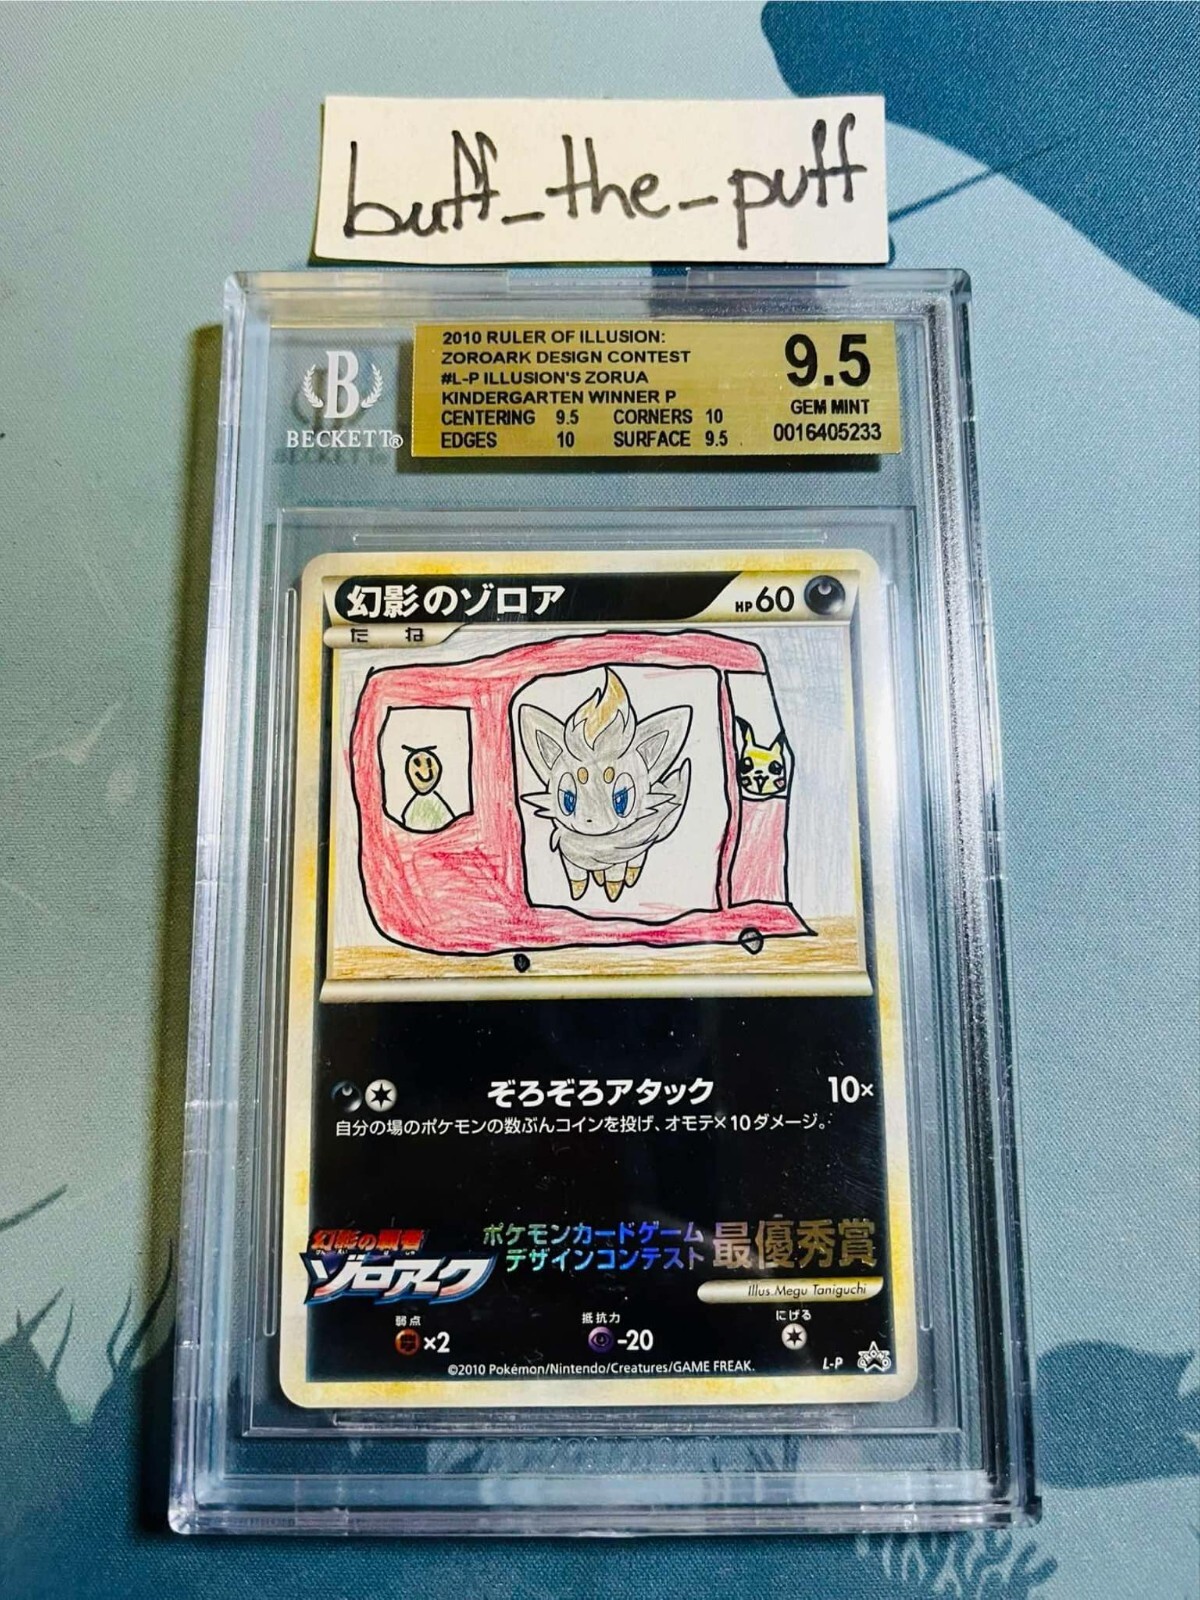 buff_the_puff
2010 RULER OF ILLUSION:
ZOROARK DESIGN CONTEST
#L-P ILLUSION'S ZORUA
KINDERGARTEN WINNER P
CENTERING 9.5 CORNERS 10
EDGES 10 SURFACE 9.5
9.5
GEM MINT
0016405233
B
BECKETT®
幻影のゾロア
HP60
たね
ぞろぞろアタック 10×
自分の場のポケモンの数ぶんコインを投げ、オモテ×10ダメージ。
幻影の覇者
ゾロアーク
ポケモンカードゲーム
デザインコンテスト
最優秀賞
Illus.Megu Taniguchi
弱点
×2
抵抗力
-20
にげる
©2010 Pokémon/Nintendo/Creatures/GAME FREAK.
L-P